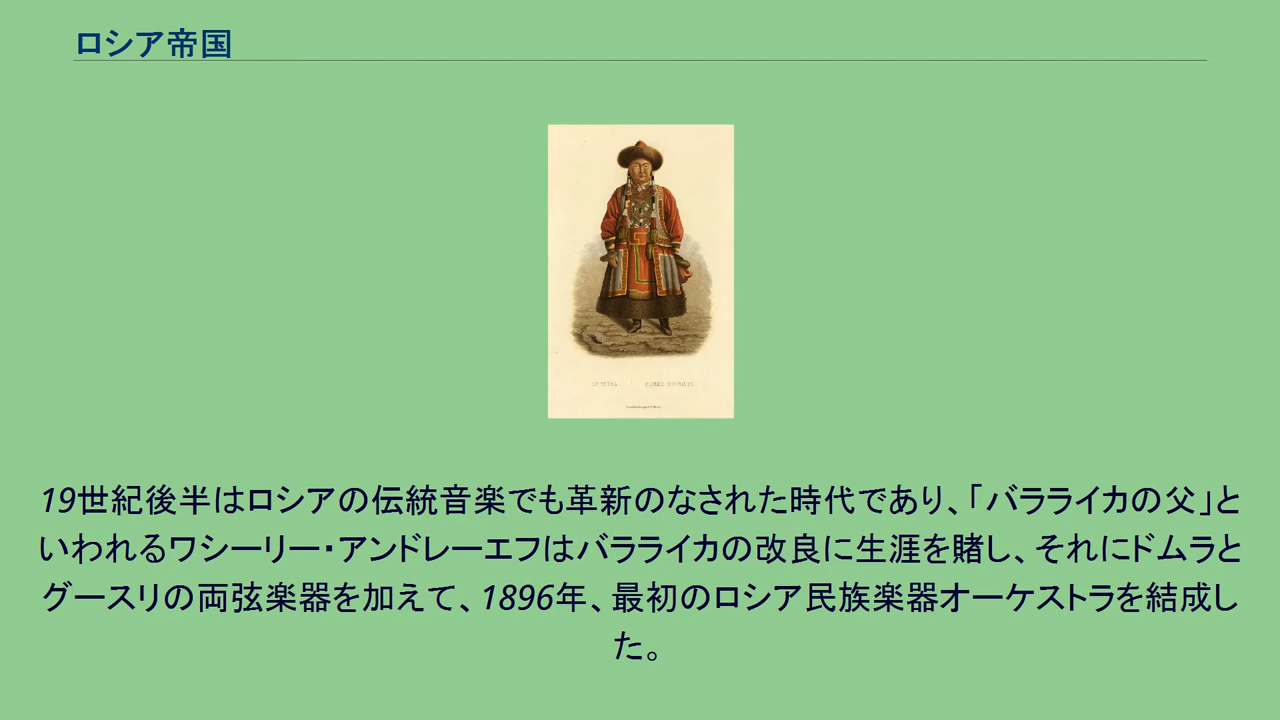 ロシア帝国
19世紀後半はロシアの伝統音楽でも革新のなされた時代であり、「バラライカの父」と
いわれるワシーリー・アンドレーエフはバラライカの改良に生涯を賭し、それにドムラと
グースリの両弦楽器を加えて、1896年、最初のロシア民族楽器オーケストラを結成し
た。